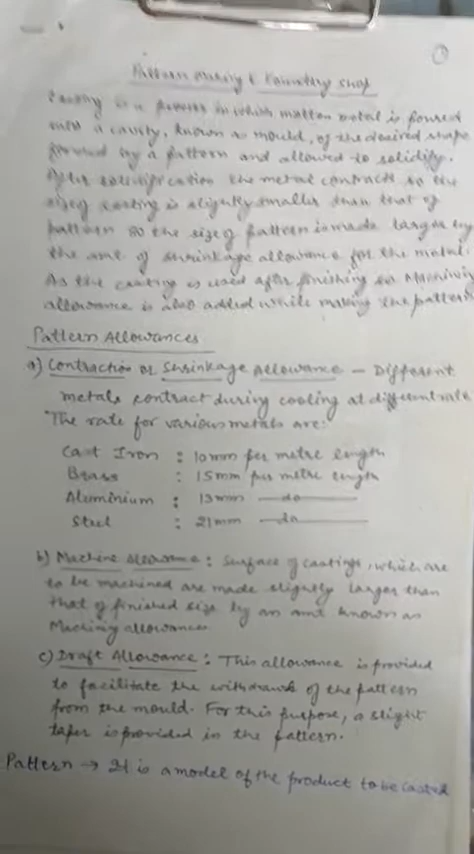 1
Pattern making & Foundry shop
Casting is a process in which molten metal is poured
into a cavity, known as mould, of the desired shape
formed by a pattern and allowed to solidify.
After solidification the metal contracts so the
size of casting is slightly smaller than that of
pattern so the size of pattern is made larger by
the amt of shrinkage allowance for the metal.
As the casting is used after finishing so Machining
allowance is also added while making the pattern
Pattern Allowances
a) Contraction or Shrinkage Allowance – Different
metals contract during cooling at different rate
The rate for various metals are:
Cast Iron : 10mm per metre length
Brass : 15mm per metre length
Aluminium : 13mm —do—
Steel : 21mm —do—
b) Machine Allowance : Surface of castings, which are
to be machined are made slightly larger than
that of finished size by an amt known as
Machinig allowances
c) Draft Allowance : This allowance is provided
to facilitate the withdrawl of the pattern
from the mould. For this purpose, a slight
taper is provided in the pattern.
Pattern → It is a model of the product to be casted